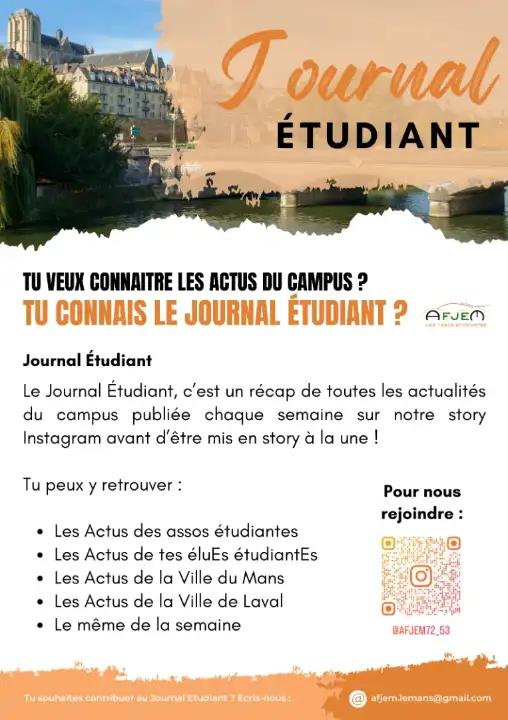 Journal
ÉTUDIANT
TU VEUX CONNAITRE LES ACTUS DU CAMPUS ?
TU CONNAIS LE JOURNAL ÉTUDIANT ?
AFJEM
LES ASSOS ETUDIANTES
Journal Étudiant
Le Journal Étudiant, c'est un récap de toutes les actualités
du campus publiée chaque semaine sur notre story
Instagram avant d'être mis en story à la une !
Tu peux y retrouver :
• Les Actus des assos étudiantes
• Les Actus de tes éluEs étudiantEs
• Les Actus de la Ville du Mans
• Les Actus de la Ville de Laval
• Le même de la semaine
Pour nous
rejoindre :
@AFJEM72_53
Tu souhaites contribuer au Journal Etudiant ? Ecris-nous :
@ afjem.lemans@gmail.com